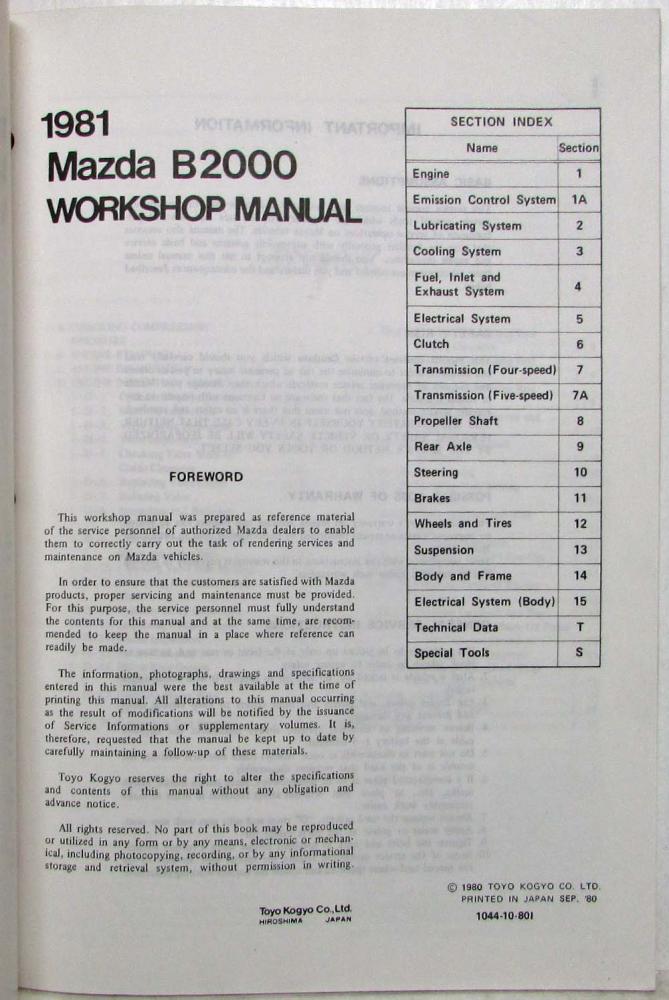 1981
Mazda B2000
WORKSHOP MANUAL
FOREWORD
This workshop manual was prepared as reference material
of the service personnel of authorized Mazda dealers to enable
them to correctly carry out the task of rendering services and
maintenance on Mazda vehicles.
In order to ensure that the customers are satisfied with Mazda
products, proper servicing and maintenance must be provided.
For this purpose, the service personnel must fully understand
the contents for this manual and at the same time, are recom-
mended to keep the manual in a place where reference can
readily be made.
The information, photographs, drawings and specifications
entered in this manual were the best available at the time of
printing this manual. All alterations to this manual occurring
as the result of modifications will be notified by the issuance
of Service Informations or supplementary volumes. It is,
therefore, requested that the manual be kept up to date by
carefully maintaining a follow-up of these materials.
Toyo Kogyo reserves the right to alter the specifications
and contents of this manual without any obligation and
advance notice.
All rights reserved. No part of this book may be reproduced
or utilized in any form or by any means, electronic or mechan-
ical, including photocopying, recording, or by any informational
storage and retrieval system, without permission in writing.
Toyo Kogyo Co.,Ltd.
HIROSHIMA JAPAN
SECTION INDEX
Name Section
Engine 1
Emission Control System 1A
Lubricating System 2
Cooling System 3
Fuel, Inlet and
Exhaust System 4
Electrical System 5
Clutch 6
Transmission (Four-speed) 7
Transmission (Five-speed) 7A
Propeller Shaft 8
Rear Axle 9
Steering 10
Brakes 11
Wheels and Tires 12
Suspension 13
Body and Frame 14
Electrical System (Body) 15
Technical Data T
Special Tools S
© 1980 TOYO KOGYO CO. LTD.
PRINTED IN JAPAN SEP. '80
1044-10-80I